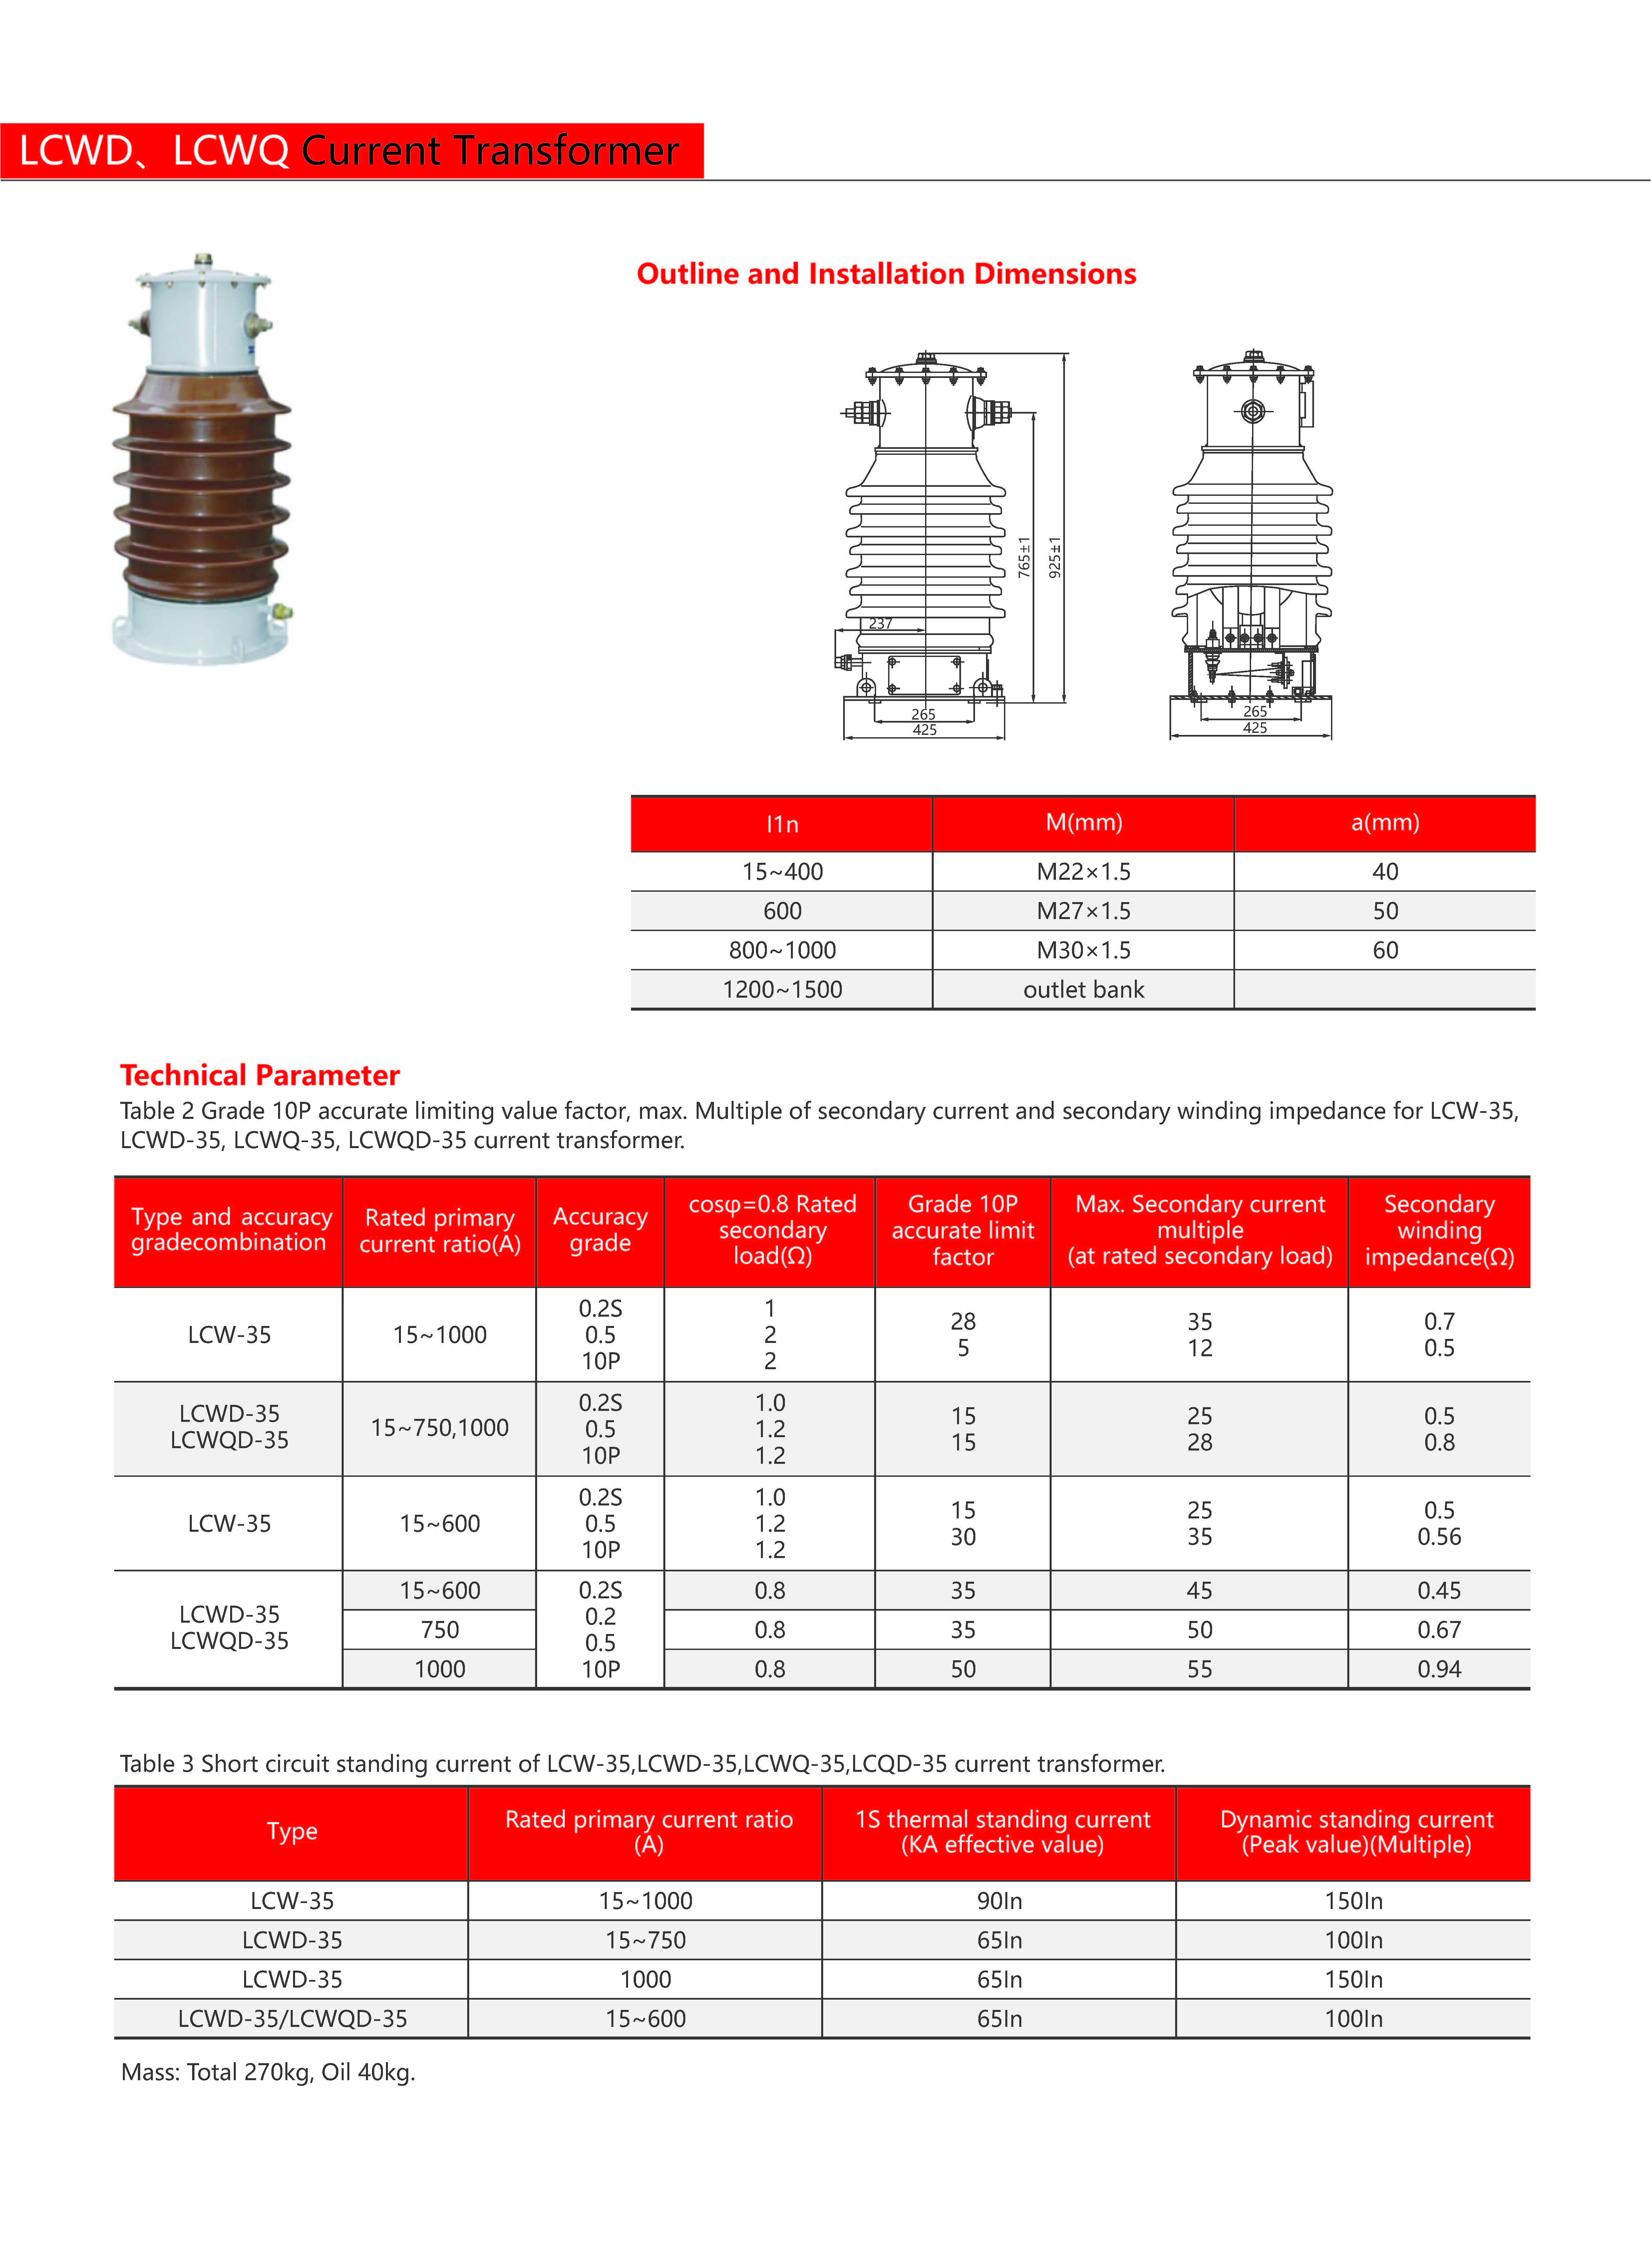 LCWD、LCWQ Current Transformer
Outline and Installation Dimensions
765±1
925±1
237
265
425
265
425
I1n M(mm) a(mm)
15~400 M22×1.5 40
600 M27×1.5 50
800~1000 M30×1.5 60
1200~1500 outlet bank
Technical Parameter
Table 2 Grade 10P accurate limiting value factor, max. Multiple of secondary current and secondary winding impedance for LCW-35,
LCWD-35, LCWQ-35, LCWQD-35 current transformer.
Type and accuracy
gradecombination
Rated primary
current ratio(A)
Accuracy
grade
cosφ=0.8 Rated
secondary
load(Ω)
Grade 10P
accurate limit
factor
Max. Secondary current
multiple
(at rated secondary load)
Secondary
winding
impedance(Ω)
LCW-35
15~1000
0.2S
0.5
10P
1
2
2
28
5
35
12
0.7
0.5
LCWD-35
LCWQD-35
15~750,1000
0.2S
0.5
10P
1.0
1.2
1.2
15
15
25
28
0.5
0.8
LCW-35
15~600
0.2S
0.5
10P
1.0
1.2
1.2
15
30
25
35
0.5
0.56
LCWD-35
LCWQD-35
15~600
750
1000
0.2S
0.2
0.5
10P
0.8 35 45 0.45
0.8 35 50 0.67
0.8 50 55 0.94
Table 3 Short circuit standing current of LCW-35,LCWD-35,LCWQ-35,LCQD-35 current transformer.
Type
Rated primary current ratio
(A)
1S thermal standing current
(KA effective value)
Dynamic standing current
(Peak value)(Multiple)
LCW-35 15~1000 90In 150In
LCWD-35 15~750 65In 100In
LCWD-35 1000 65In 150In
LCWD-35/LCWQD-35 15~600 65In 100In
Mass: Total 270kg, Oil 40kg.